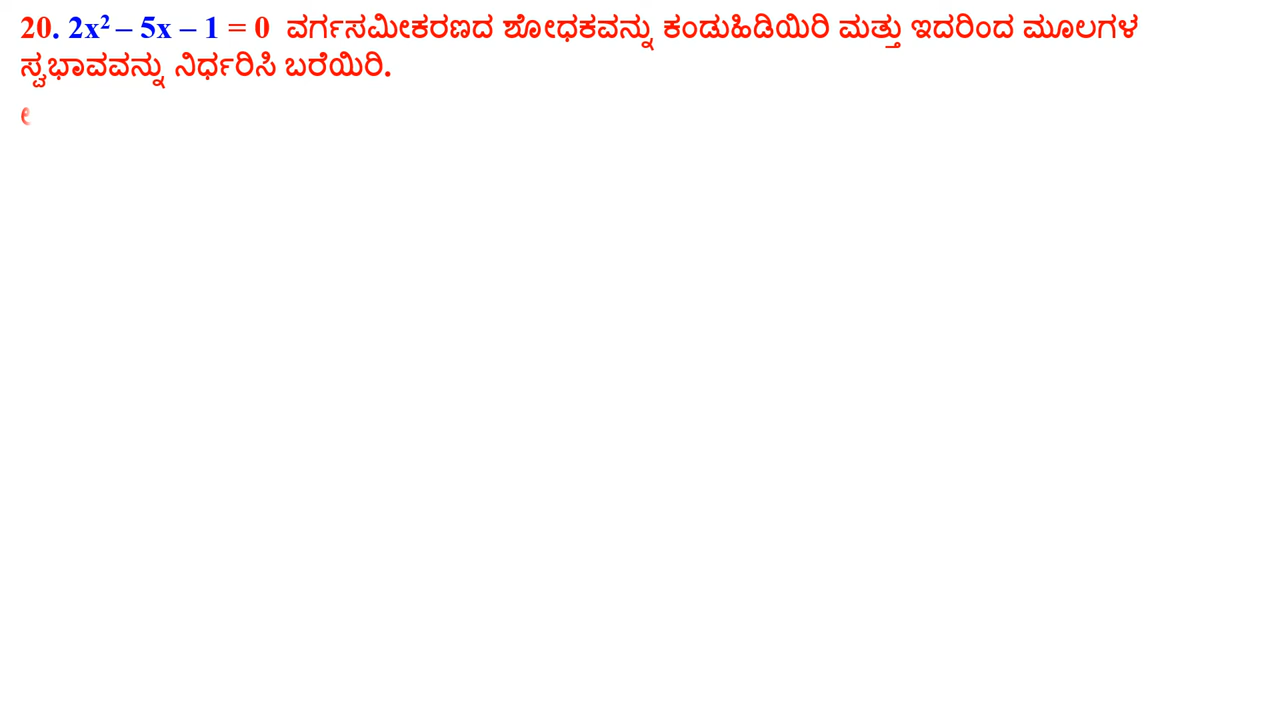 20. 2x² – 5x – 1 = 0 ವರ್ಗಸಮೀಕರಣದ ಶೋಧಕವನ್ನು ಕಂಡುಹಿಡಿಯಿರಿ ಮತ್ತು ಇದರಿಂದ ಮೂಲಗಳ
ಸ್ವಭಾವವನ್ನು ನಿರ್ಧರಿಸಿ ಬರೆಯಿರಿ.